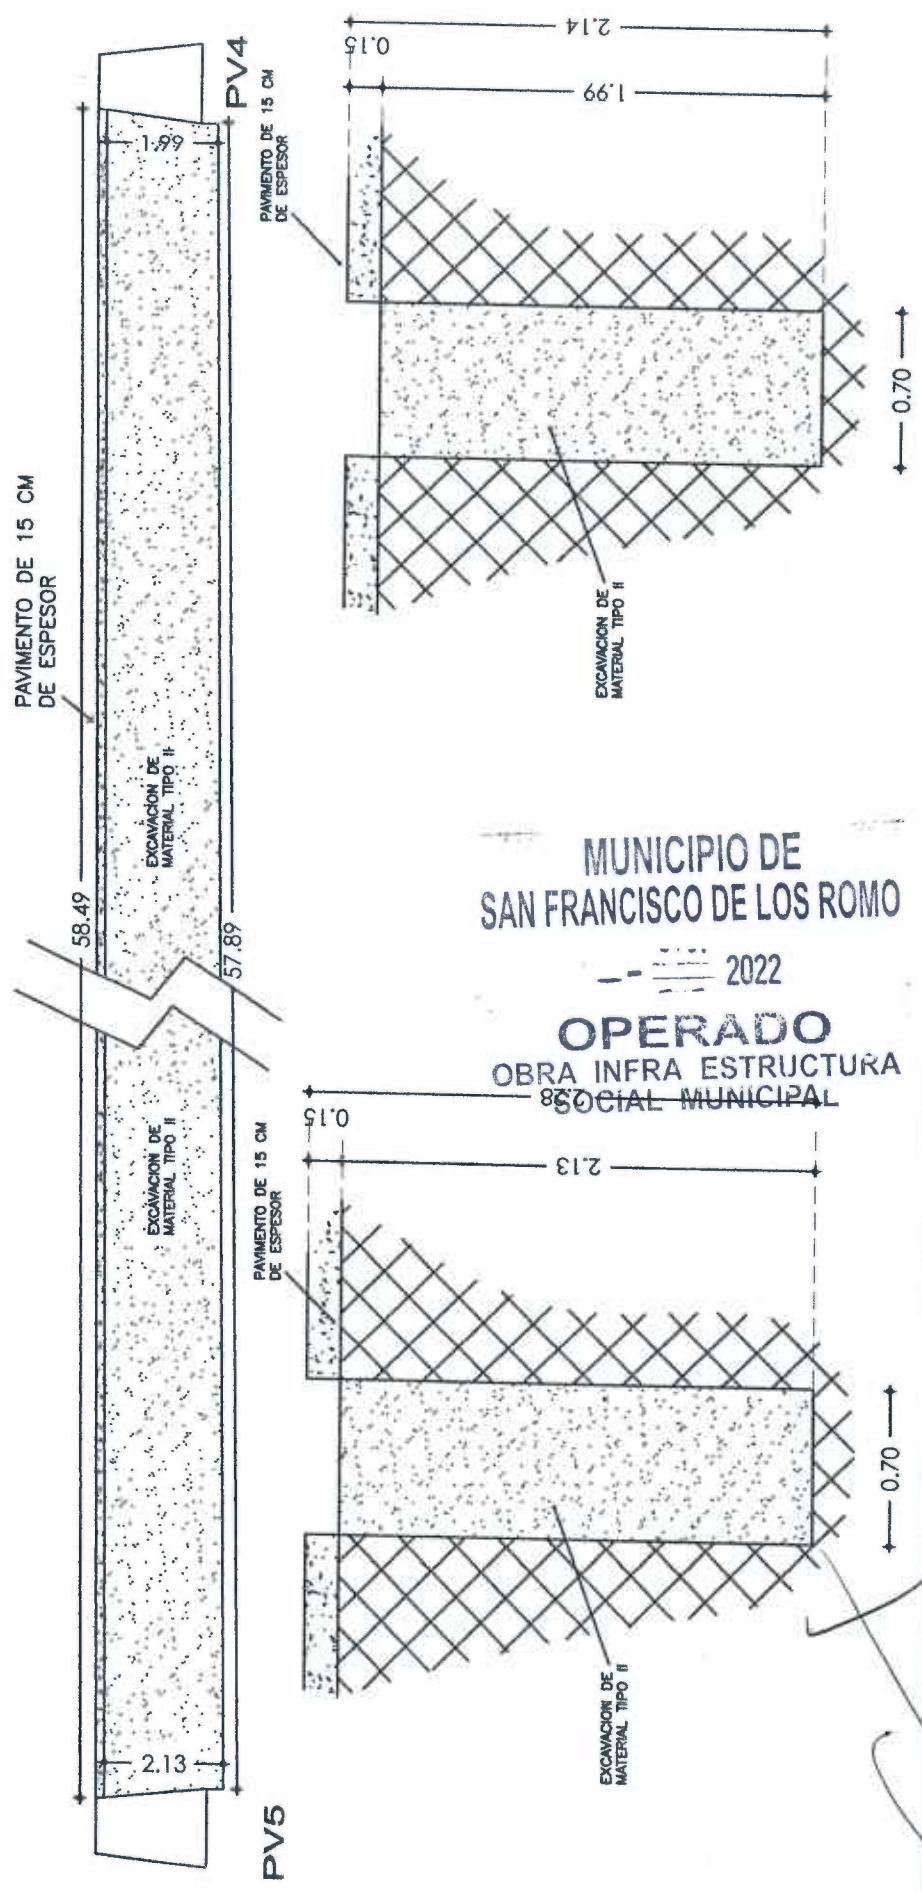 PAVIMENTO DE 15 CM
DE ESPESOR
58.49
EXCAVACION DE
MATERIAL TIPO II
EXCAVACION DE
MATERIAL TIPO II
2.13
1.99
57.89
PV5
PV4
PAVIMENTO DE 15 CM
DE ESPESOR
0.15
2.13
2.28
EXCAVACION DE
MATERIAL TIPO II
0.70
PAVIMENTO DE 15 CM
DE ESPESOR
0.15
1.99
2.14
EXCAVACION DE
MATERIAL TIPO II
0.70
MUNICIPIO DE
SAN FRANCISCO DE LOS ROMO
2022
OPERADO
OBRA INFRA ESTRUCTURA
SOCIAL MUNICIPAL